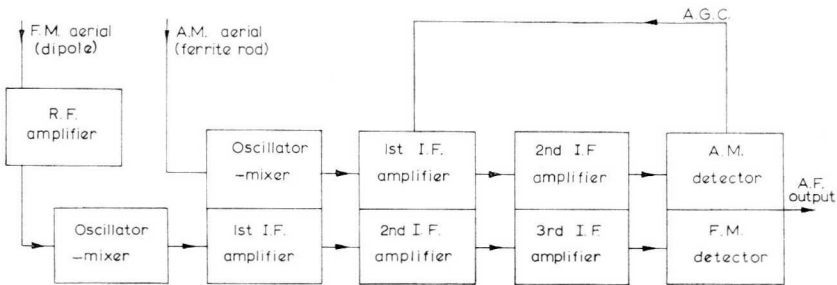 F.M. aerial
(dipole)
A.M. aerial
(ferrite rod)
A.G.C.
R.F.
amplifier
Oscillator
-mixer
1st I.F.
amplifier
2nd I.F
amplifier
A.M.
detector
A.F.
output
Oscillator
-mixer
1st I.F.
amplifier
2nd I.F.
amplifier
3rd I.F.
amplifier
F.M.
detector